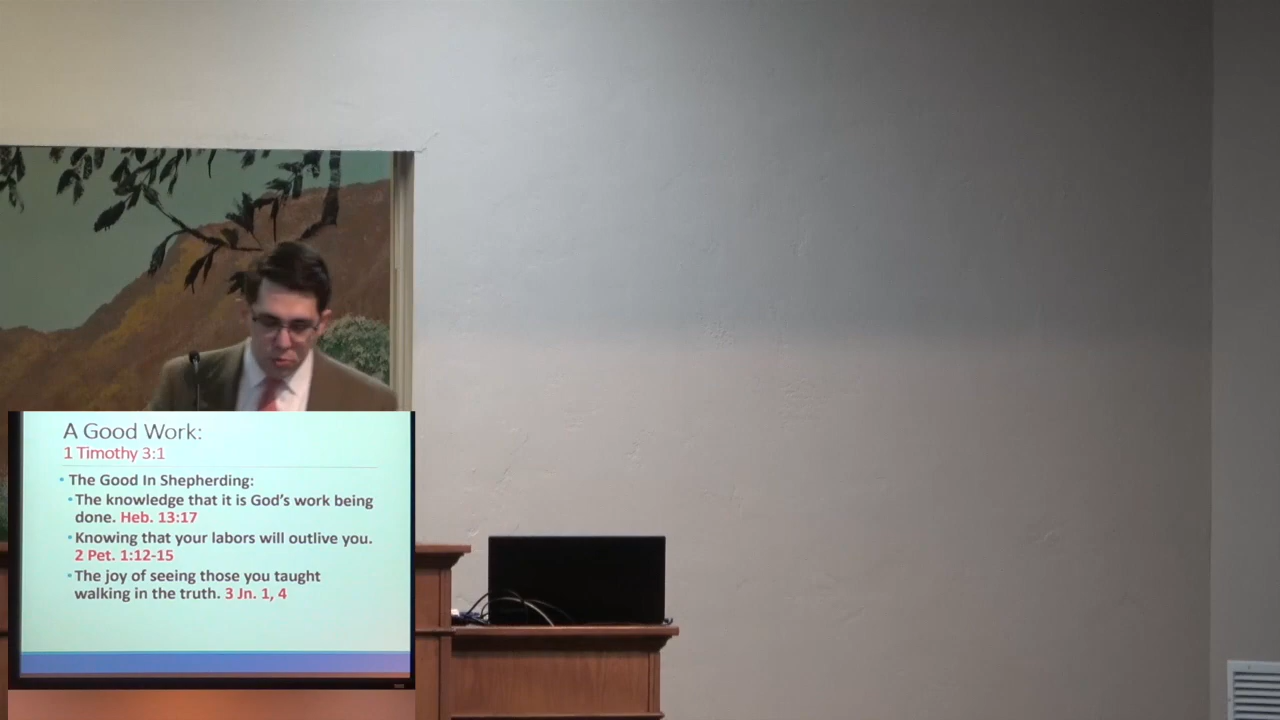 A Good Work:
1 Timothy 3:1
• The Good In Shepherding:
• The knowledge that it is God's work being
done. Heb. 13:17
• Knowing that your labors will outlive you.
2 Pet. 1:12-15
• The joy of seeing those you taught
walking in the truth. 3 Jn. 1, 4